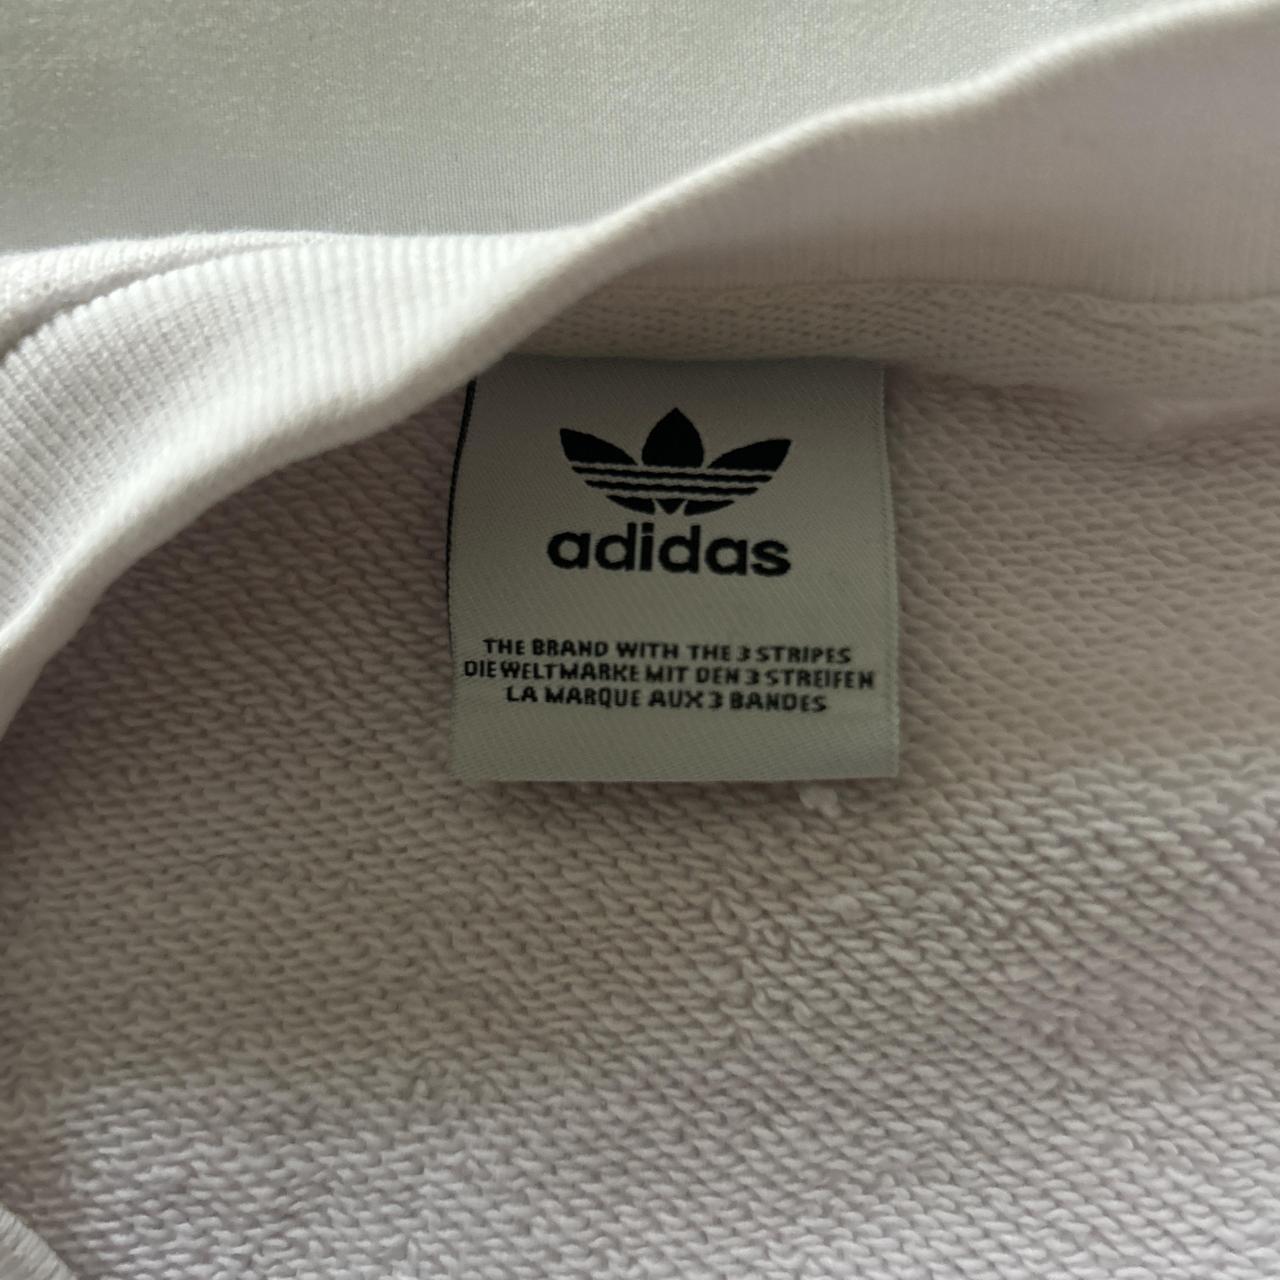 adidas
THE BRAND WITH THE 3 STRIPES
DIE WELTMARKE MIT DEN 3 STREIFEN
LA MARQUE AUX 3 BANDES